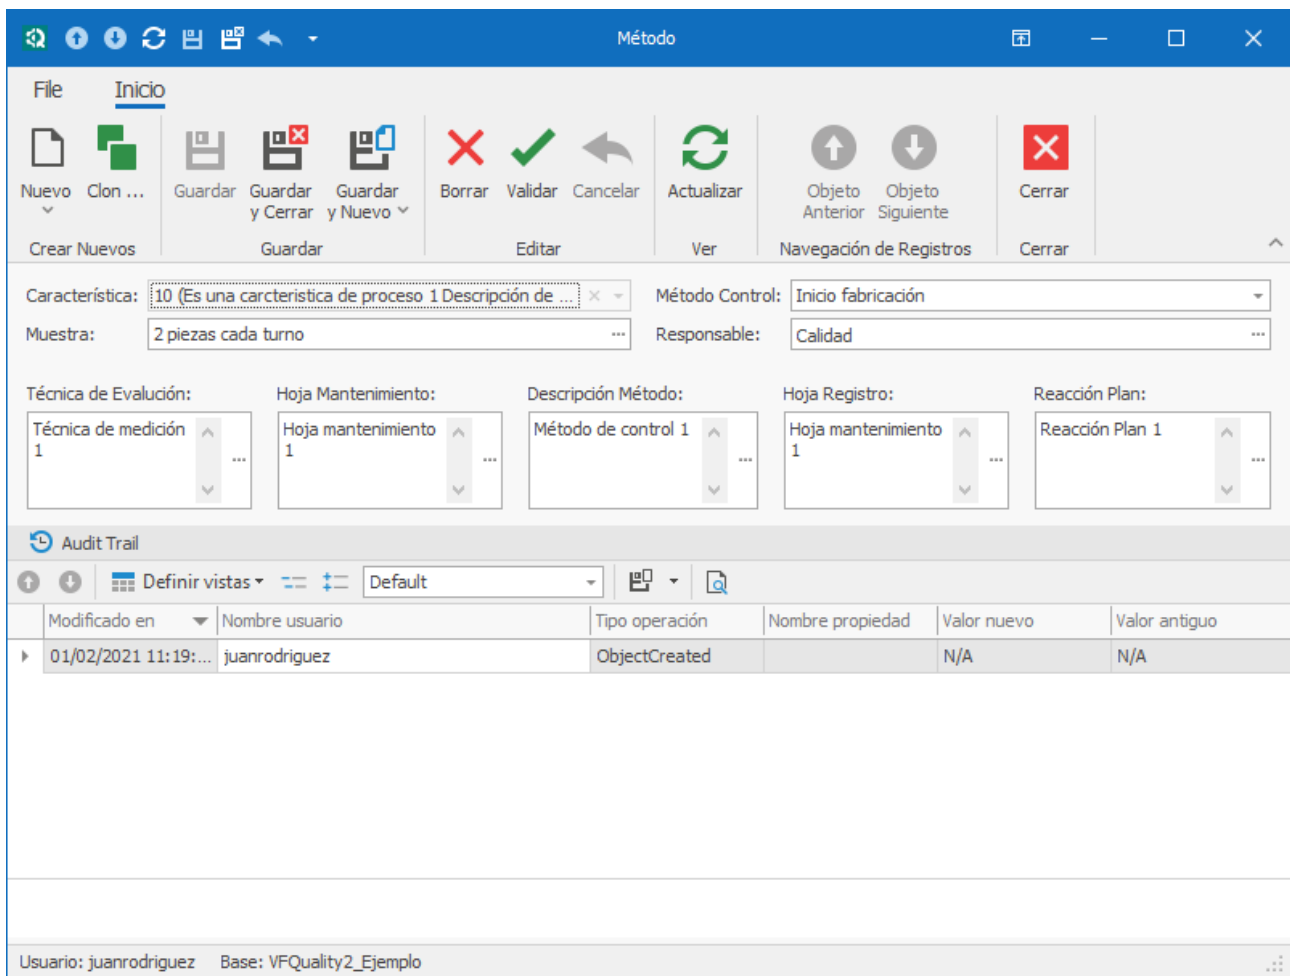 Método
File Inicio
Nuevo Clon ... Guardar Guardar y Cerrar Guardar y Nuevo Borrar Validar Cancelar Actualizar Objeto Anterior Objeto Siguiente Cerrar
Crear Nuevos Guardar Editar Ver Navegación de Registros Cerrar
Característica: 10 (Es una carcteristica de proceso 1 Descripción de ... Método Control: Inicio fabricación
Muestra: 2 piezas cada turno Responsable: Calidad
Técnica de Evalución: Hoja Mantenimiento: Descripción Método: Hoja Registro: Reacción Plan:
Técnica de medición 1 Hoja mantenimiento 1 Método de control 1 Hoja mantenimiento 1 Reacción Plan 1
Audit Trail
Definir vistas Default
Modificado en Nombre usuario Tipo operación Nombre propiedad Valor nuevo Valor antiguo
01/02/2021 11:19:... juanrodriguez ObjectCreated N/A N/A
Usuario: juanrodriguez Base: VFQuality2_Ejemplo